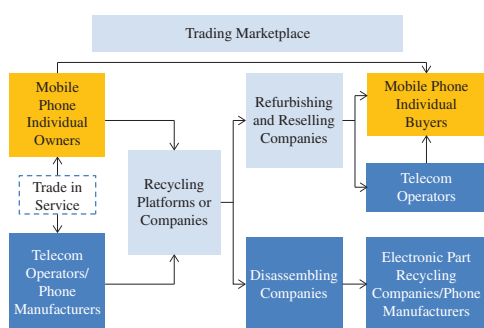 Trading Marketplace
Mobile
Phone
Individual
Owners
Refurbishing
and Reselling
Companies
Mobile Phone
Individual
Buyers
Trade in
Service
Recycling
Platforms or
Companies
Telecom
Operators
Telecom
Operators/
Phone
Manufacturers
Disassembling
Companies
Electronic Part
Recycling
Companies/Phone
Manufacturers